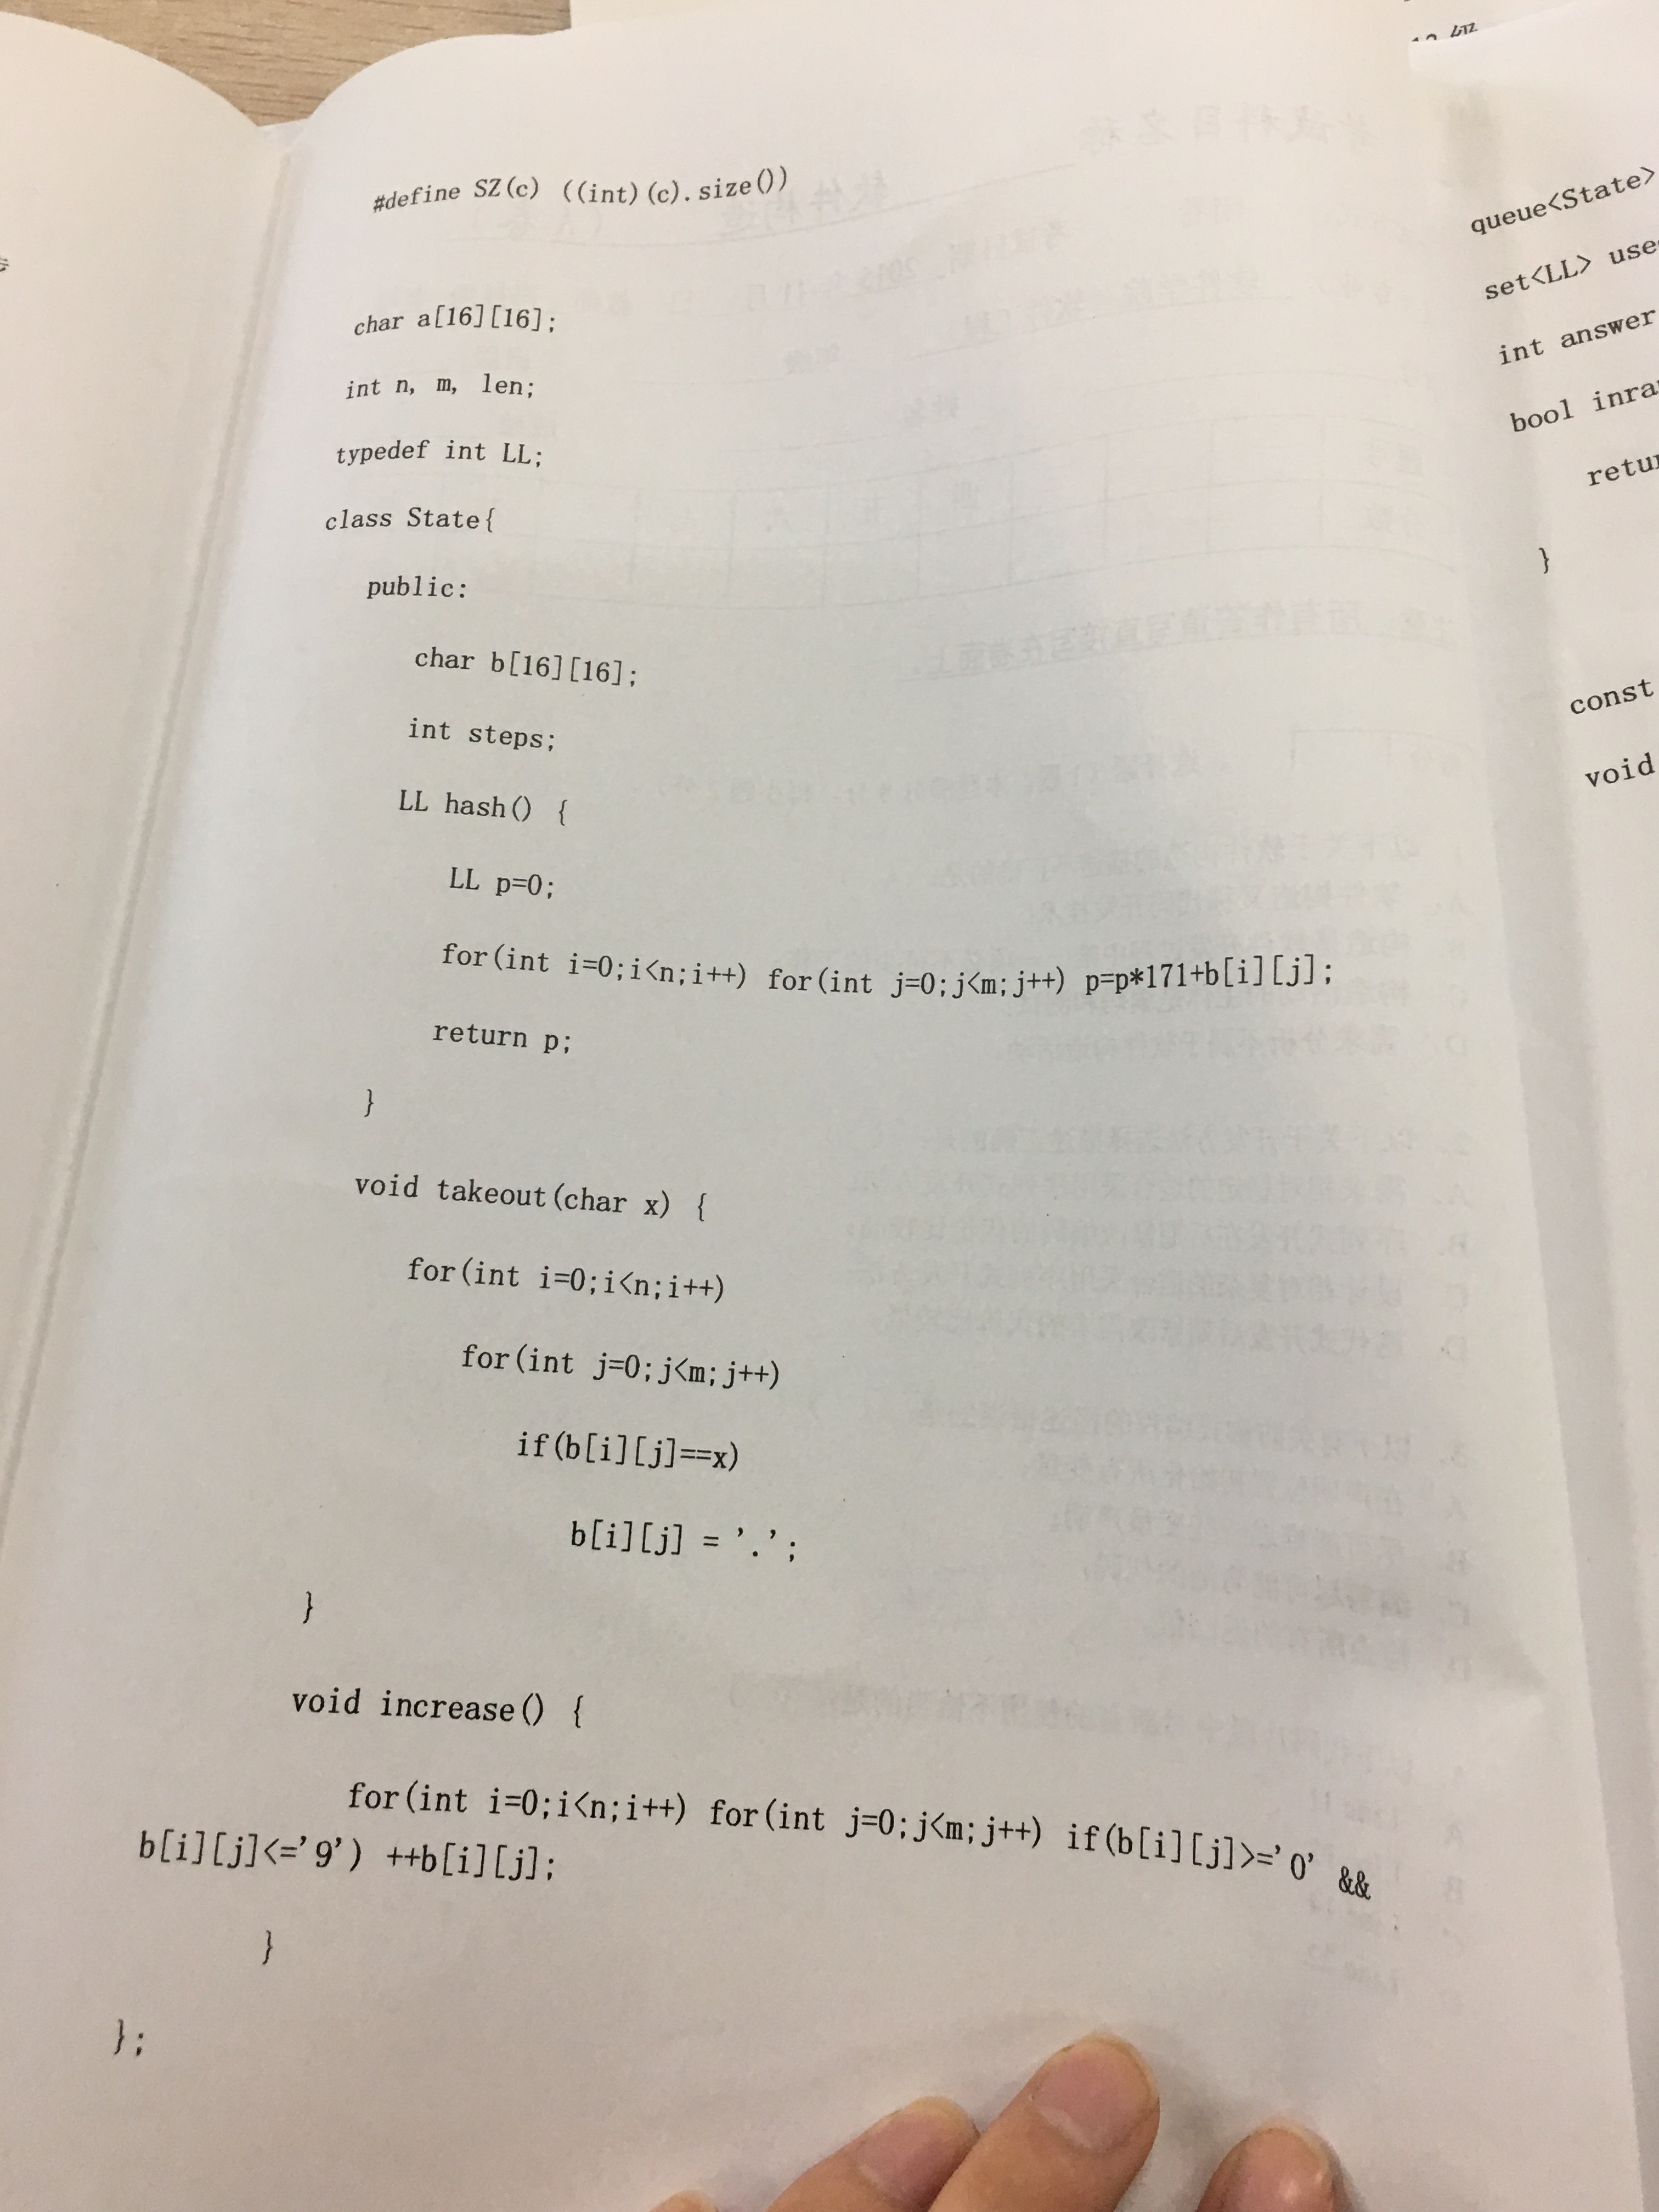 #define SZ(c) ((int)(c).size())
char a[16][16];
int n, m, len;
typedef int LL;
class State{
public:
char b[16][16];
int steps;
LL hash() {
LL p=0;
for(int i=0;i<n;i++) for(int j=0;j<m;j++) p=p*171+b[i][j];
return p;
}
void takeout(char x) {
for(int i=0;i<n;i++)
for(int j=0;j<m;j++)
if(b[i][j]==x)
b[i][j] = '.';
}
void increase() {
for(int i=0;i<n;i++) for(int j=0;j<m;j++) if(b[i][j]>='0' &&
b[i][j]<='9') ++b[i][j];
}
};
queue<State>
set<LL>
int answer
bool
}
const
void